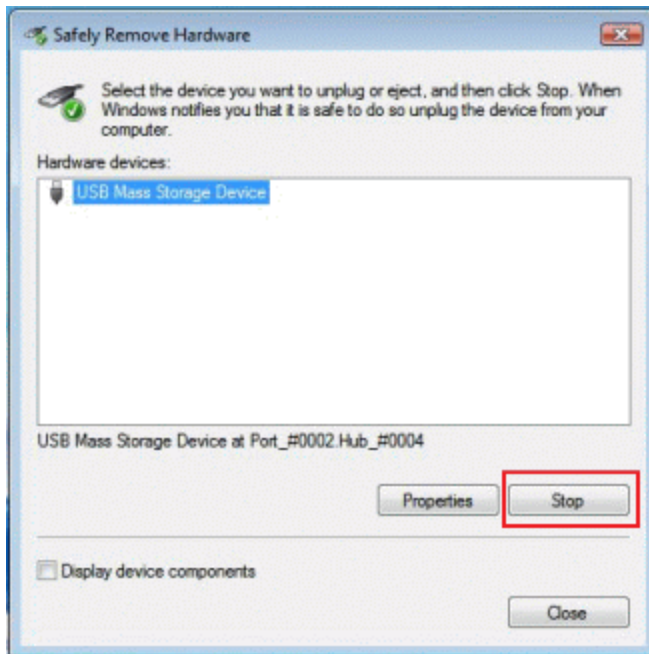 Safely Remove Hardware
Select the device you want to unplug or eject, and then click Stop. When
Windows notifies you that it is safe to do so unplug the device from your
computer.
Hardware devices:
USB Mass Storage Device
USB Mass Storage Device at Port_#0002.Hub_#0004
Properties Stop
Display device components
Close